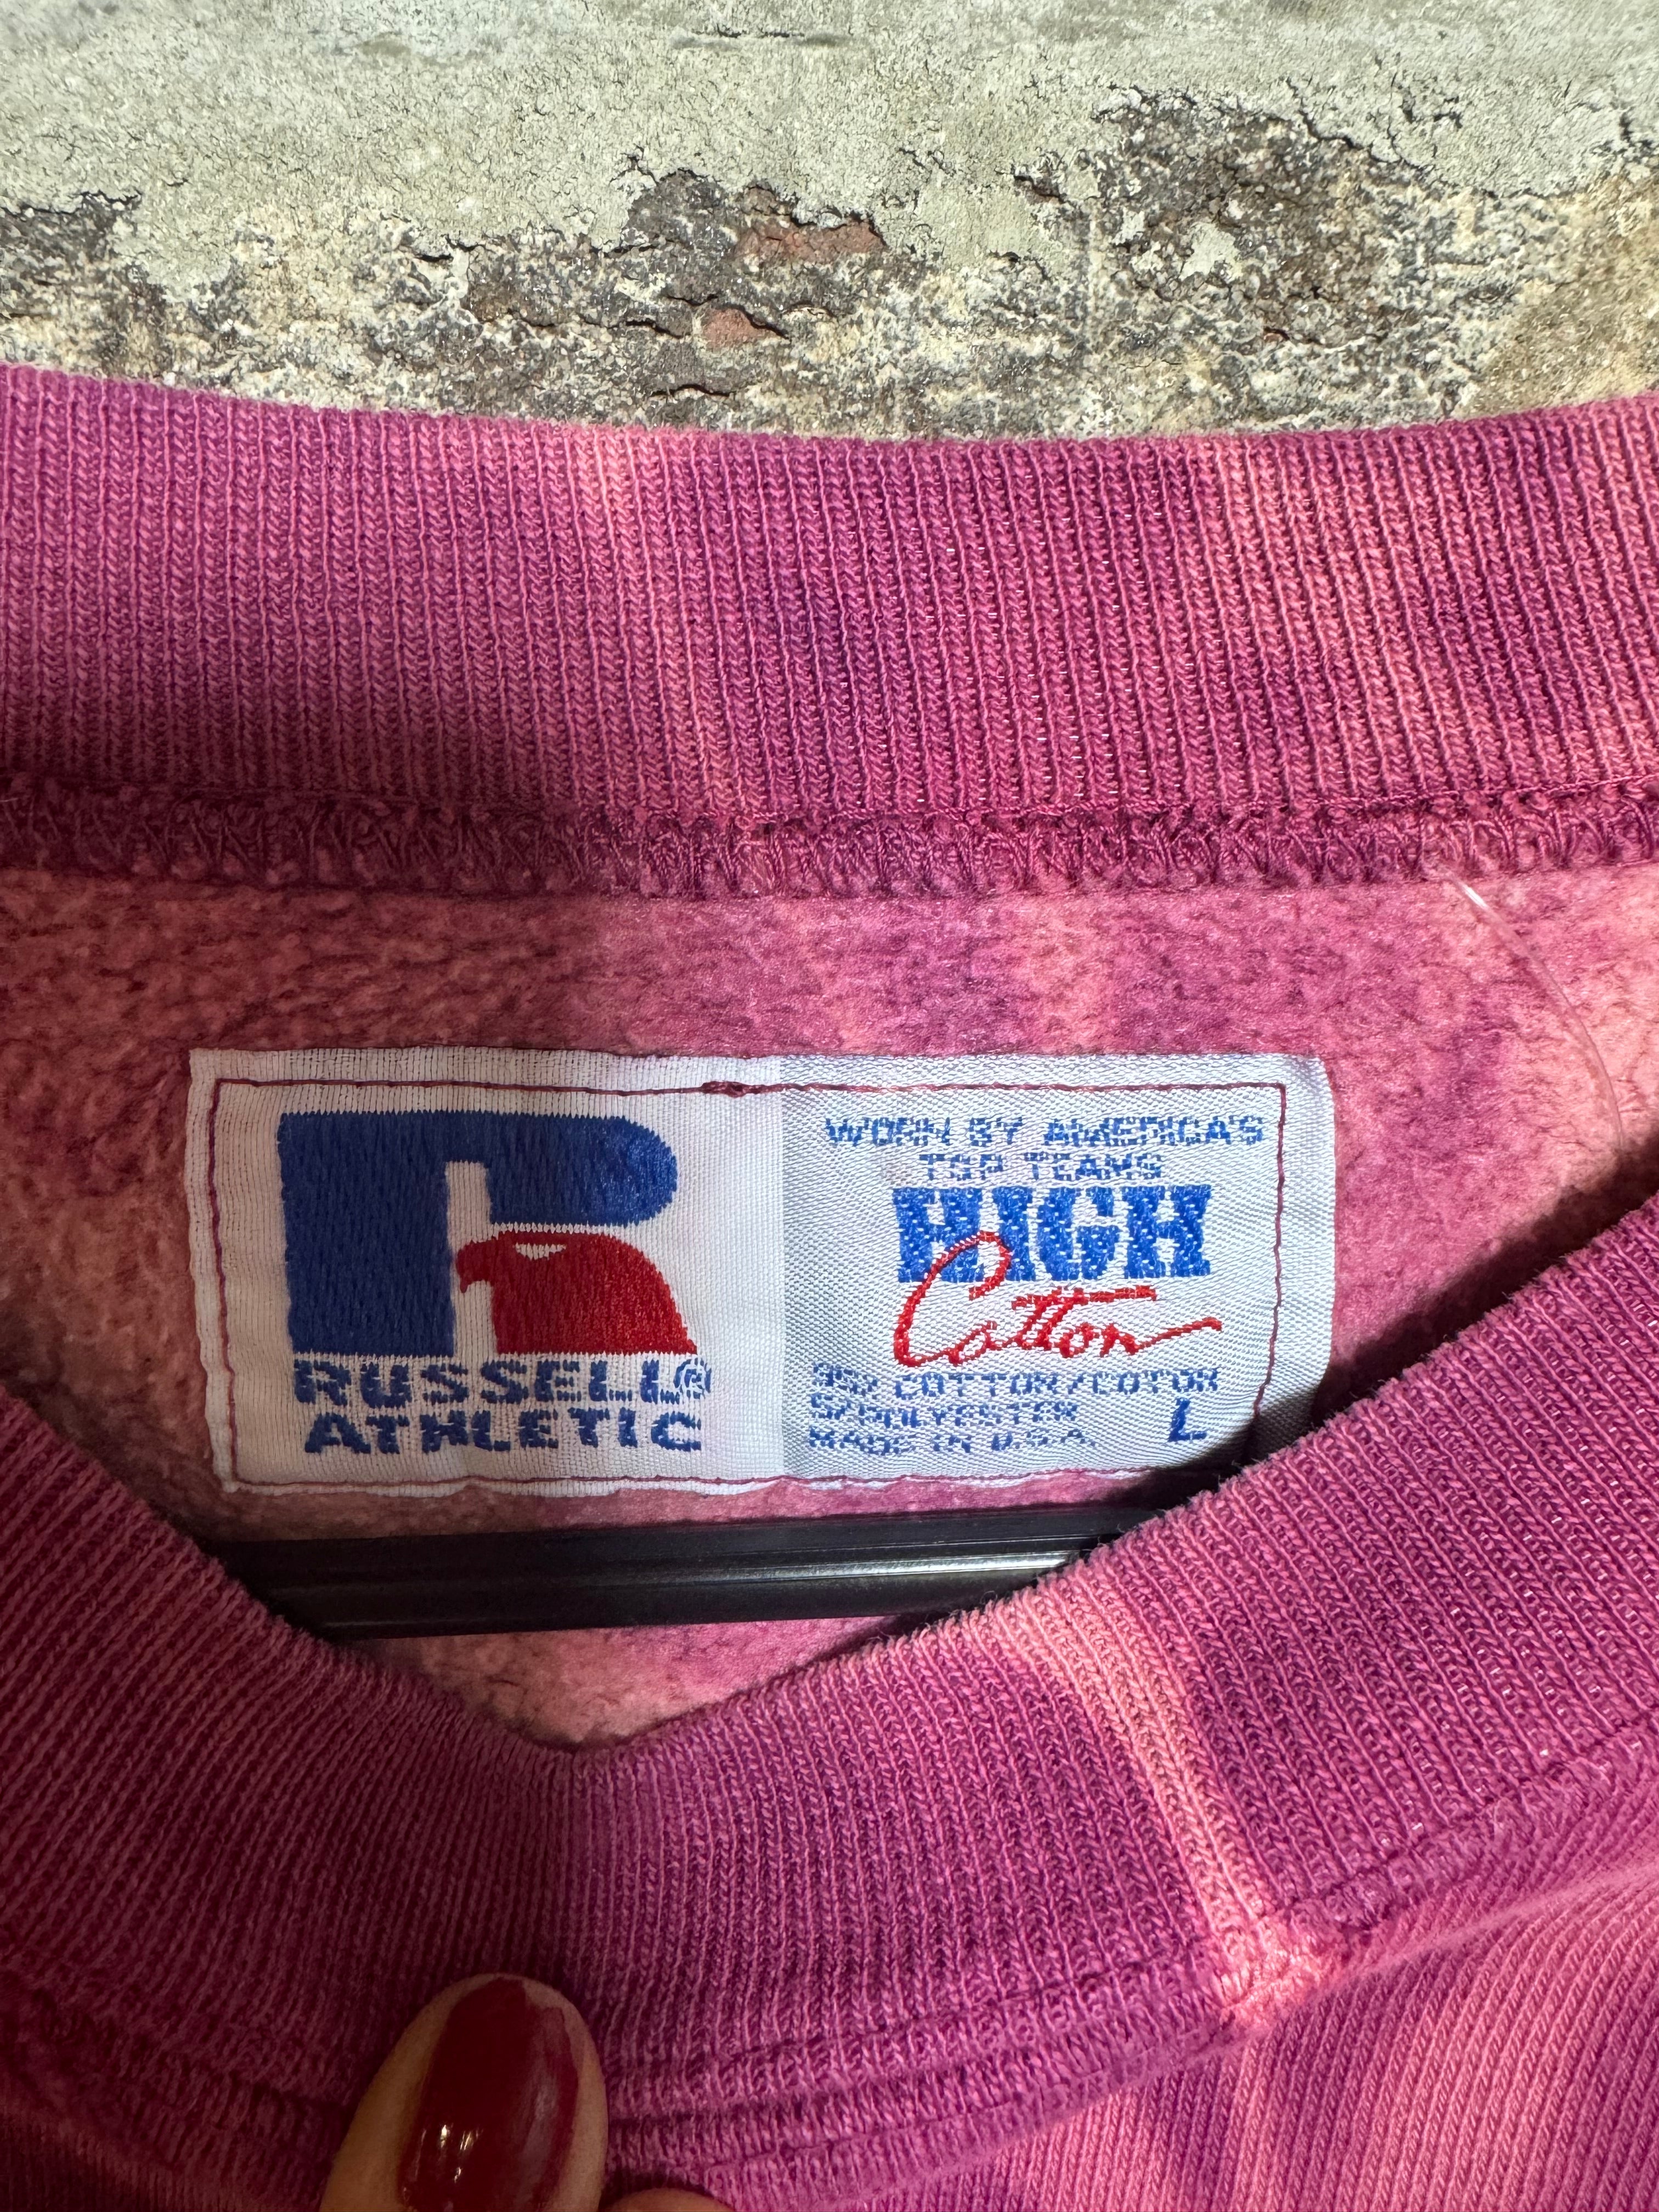 RUSSELL®
ATHLETIC
WORN BY AMERICA'S
TOP TEAMS
HIGH
Cotton
95% COTTON/COTON
5% POLYESTER
MADE IN U.S.A.
L